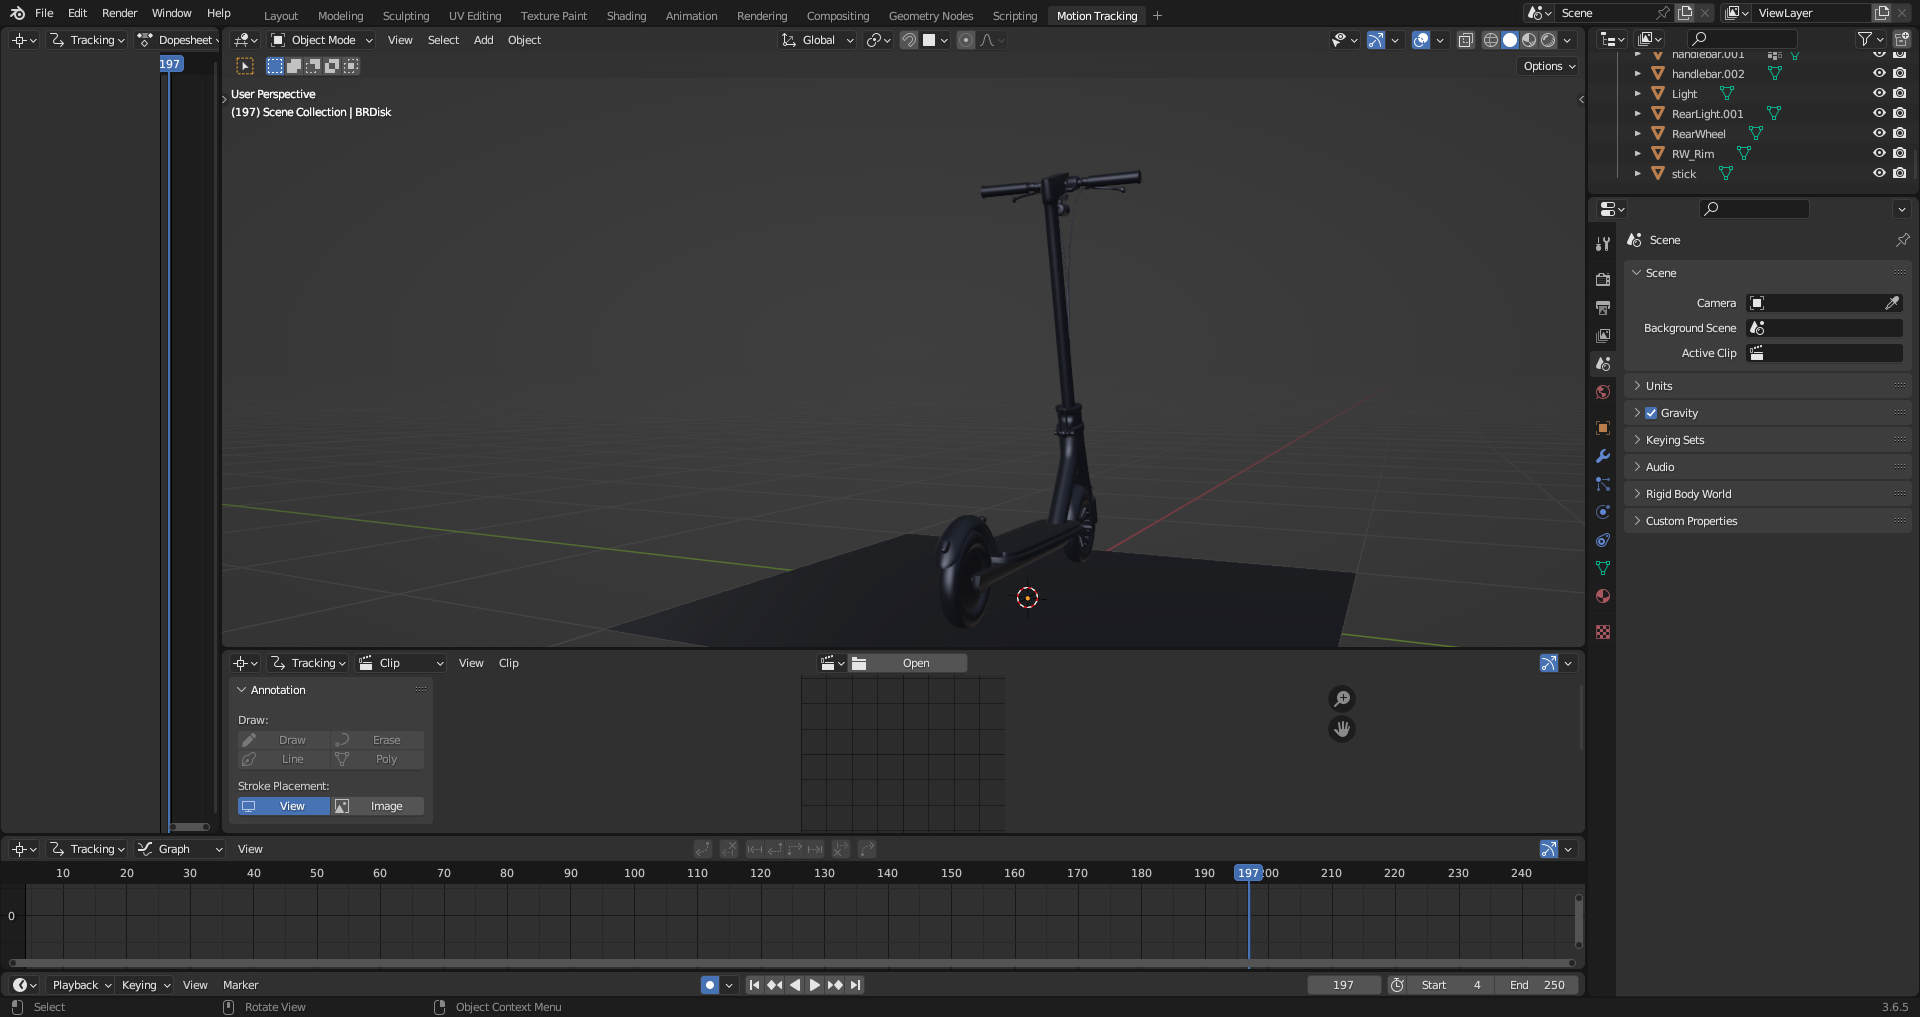 File Edit Render Window Help
Layout Modeling Sculpting UV Editing Texture Paint Shading Animation Rendering Compositing Geometry Nodes Scripting Motion Tracking +
Scene
ViewLayer
Tracking
Dopesheet
197
Object Mode View Select Add Object
Global
Options
User Perspective
(197) Scene Collection | BRDisk
handlebar.001
handlebar.002
Light
RearLight.001
RearWheel
RW_Rim
stick
Scene
Scene
Camera
Background Scene
Active Clip
Units
Gravity
Keying Sets
Audio
Rigid Body World
Custom Properties
Tracking Clip View Clip
Open
Annotation
Draw:
Draw Erase
Line Poly
Stroke Placement:
View Image
Tracking Graph View
10 20 30 40 50 60 70 80 90 100 110 120 130 140 150 160 170 180 190 197 200 210 220 230 240
0
Playback Keying View Marker
197
Start 4
End 250
Select
Rotate View
Object Context Menu
3.6.5